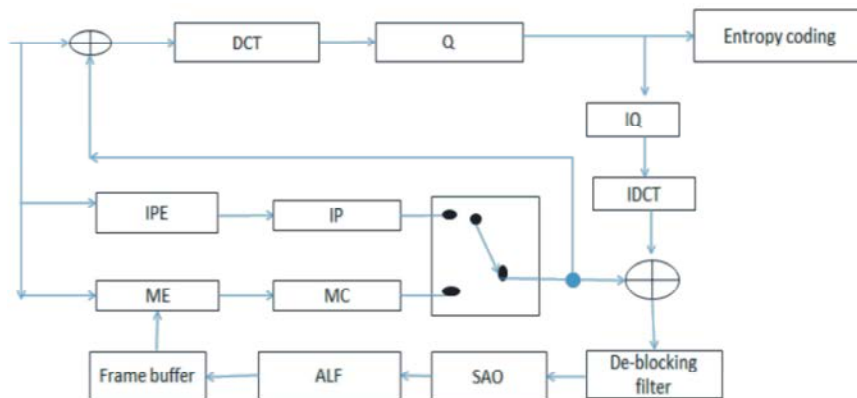 DCT
Q
Entropy coding
IQ
IDCT
IPE
IP
ME
MC
Frame buffer
ALF
SAO
De-blocking
filter